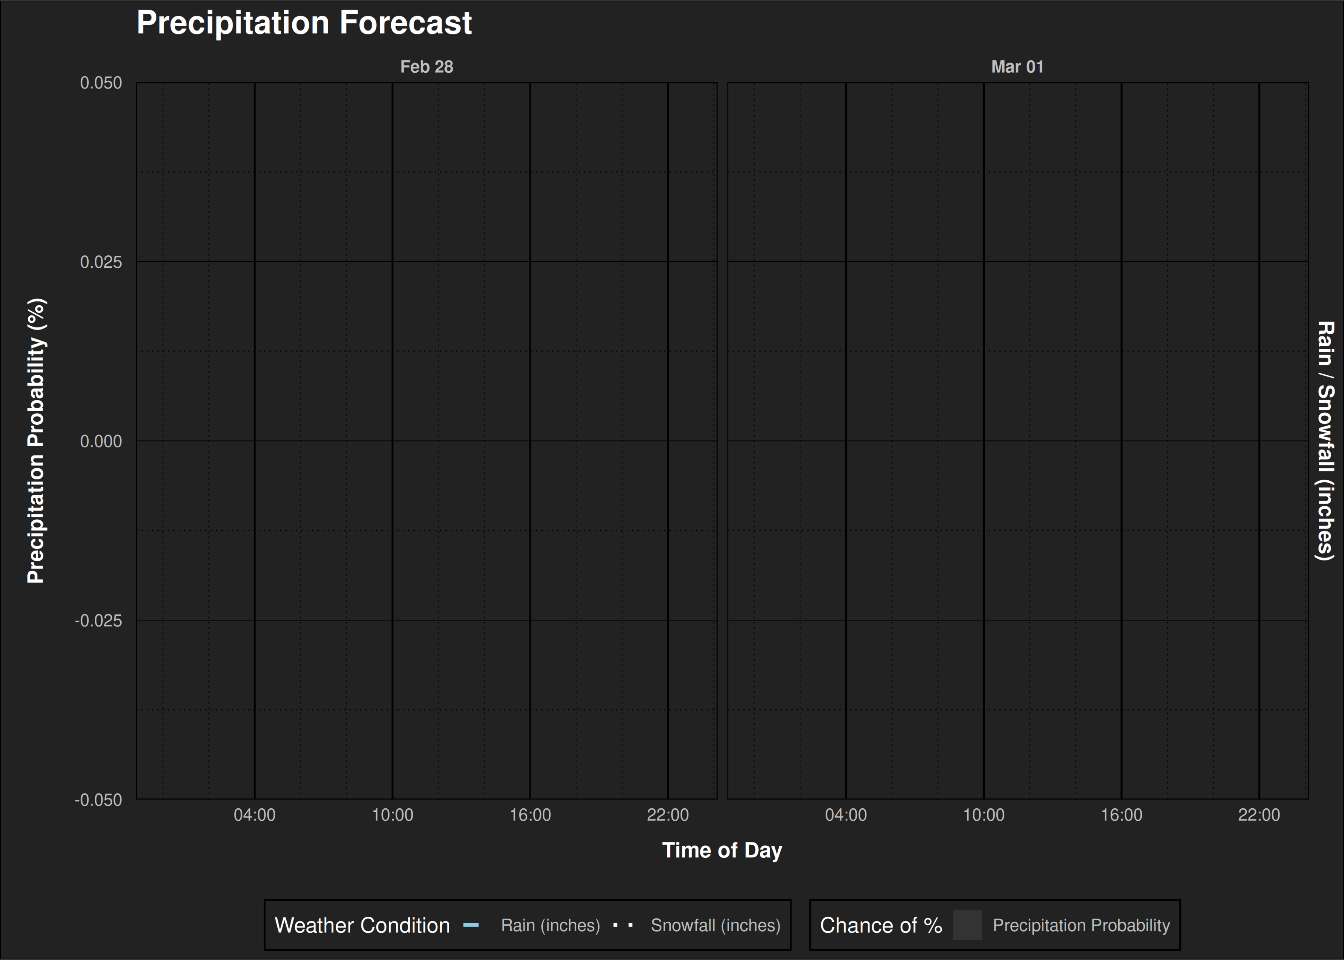 Precipitation Forecast
Feb 28
Mar 01
0.050
0.025
0.000
-0.025
-0.050
Precipitation Probability (%)
Rain / Snowfall (inches)
04:00 10:00 16:00 22:00 04:00 10:00 16:00 22:00
Time of Day
Weather Condition Rain (inches) Snowfall (inches) Chance of % Precipitation Probability